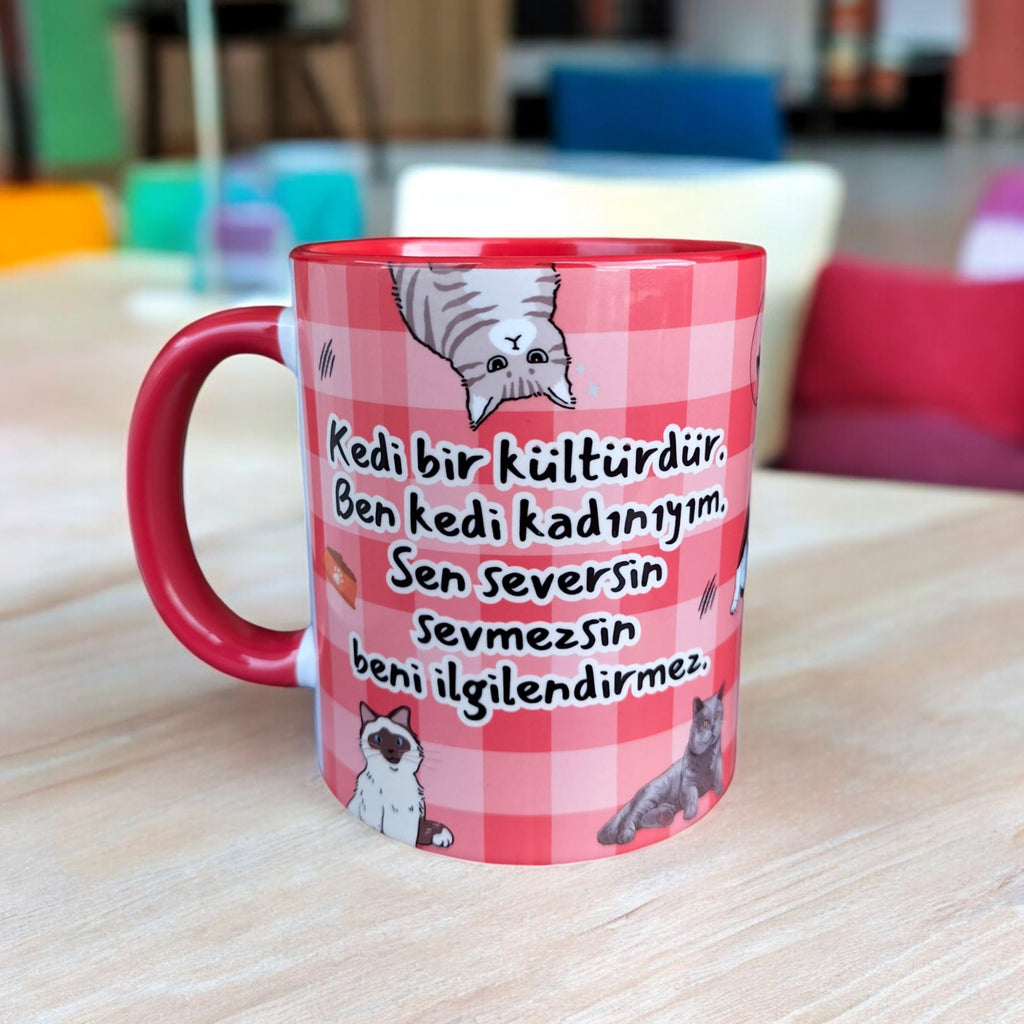 Kedi bir kültürdür.
Ben kedi kadınıyım.
Sen seversin
sevmezsin
beni ilgilendirmez.